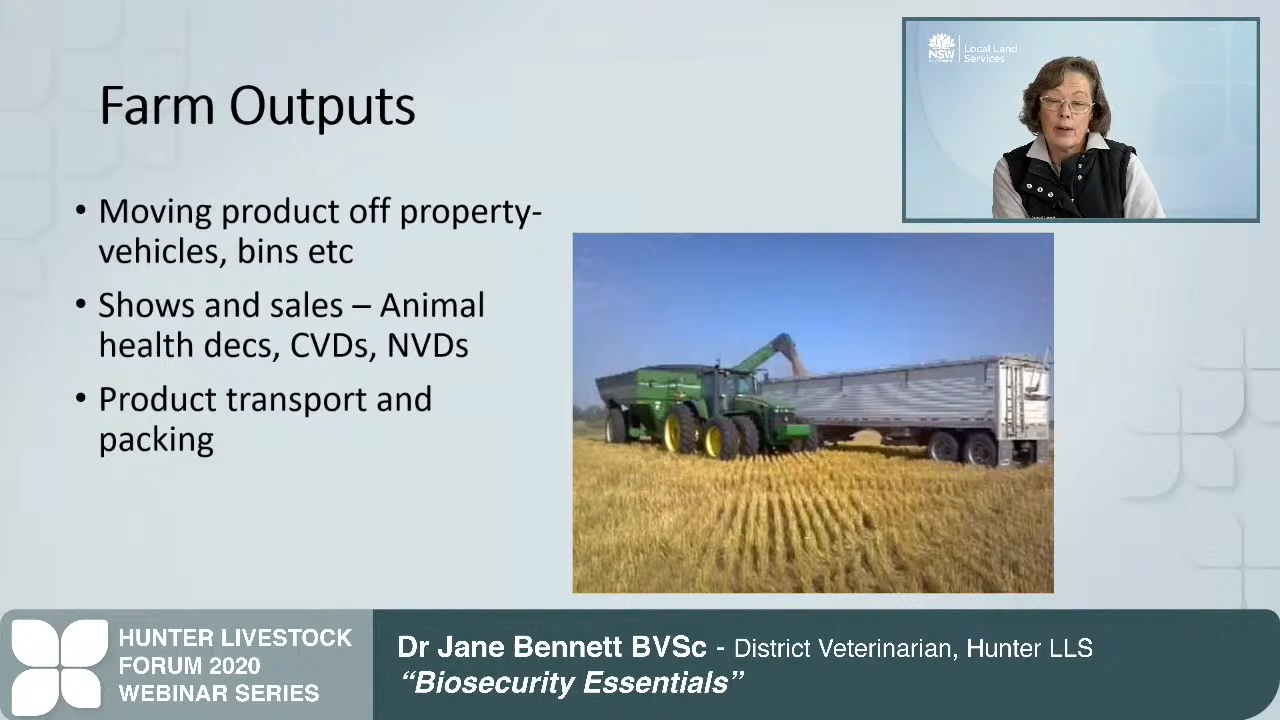 Farm Outputs
• Moving product off property-
vehicles, bins etc
• Shows and sales – Animal
health decs, CVDs, NVDs
• Product transport and
packing
NSW
Local Land
Services
HUNTER LIVESTOCK
FORUM 2020
WEBINAR SERIES
Dr Jane Bennett BVSc - District Veterinarian, Hunter LLS
“Biosecurity Essentials”